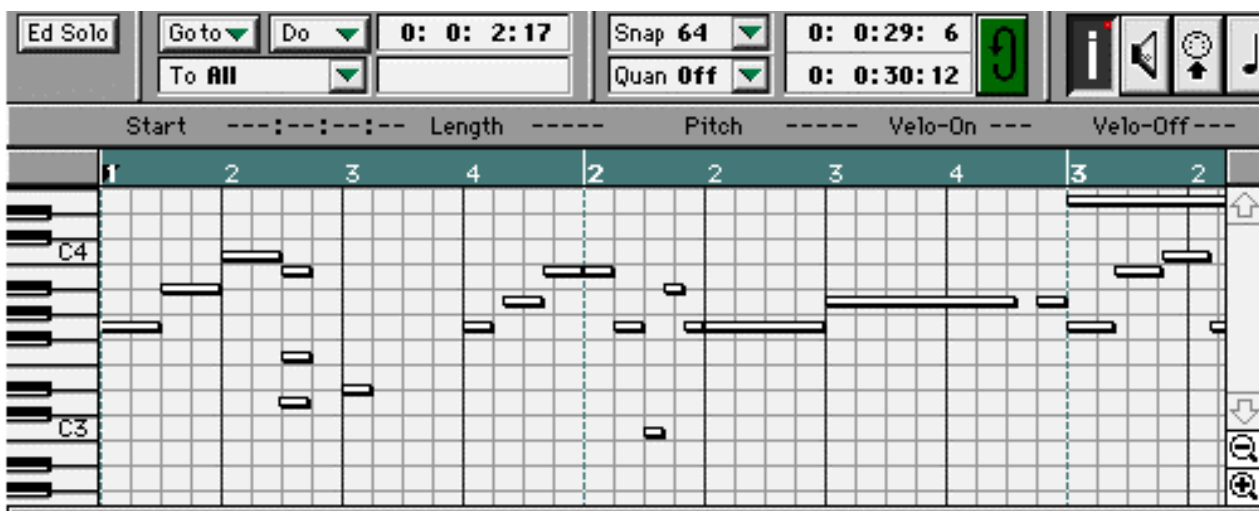 Ed Solo Goto Do 0: 0: 2:17 Snap 64 0: 0:29: 6
To All Quan Off 0: 0:30:12
Start ---:--:--:-- Length ----- Pitch ----- Velo-On --- Velo-Off---
1 2 3 4 2 2 3 4 3 2
C4
C3